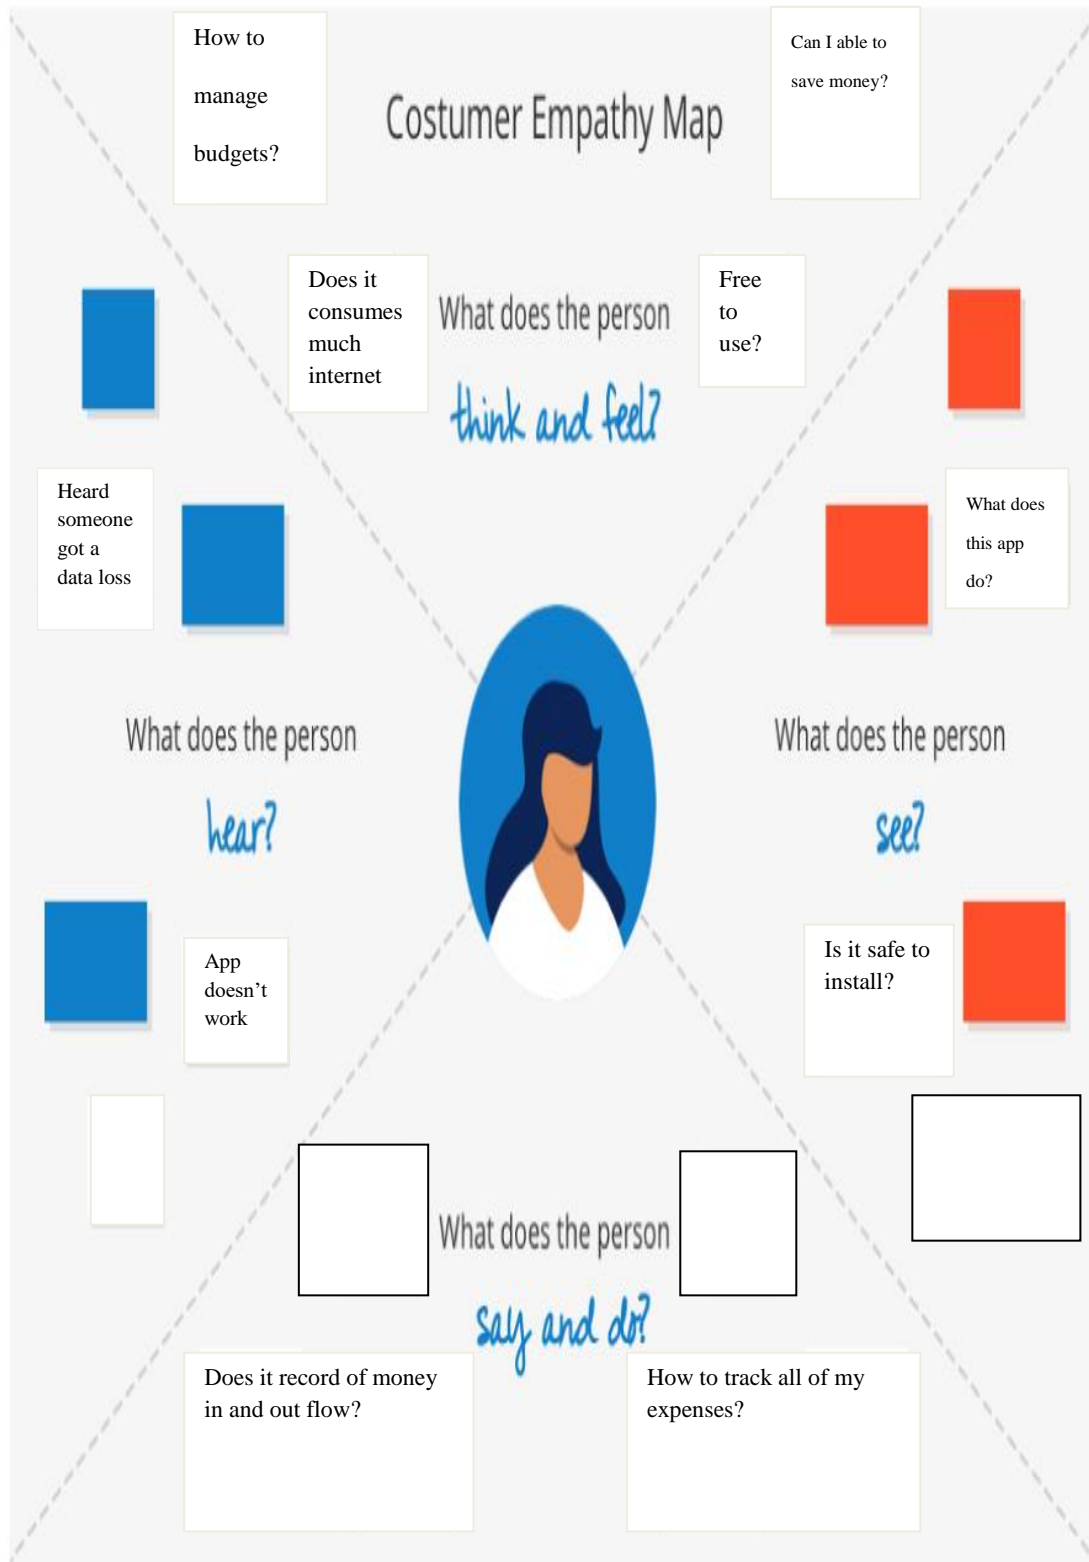 How to
manage
budgets?
Can I able to
save money?
Costumer Empathy Map
Does it
consumes
much
internet
What does the person
think and feel?
Free
to
use?
Heard
someone
got a
data loss
What does
this app
do?
What does the person
hear?
What does the person
see?
App
doesn’t
work
Is it safe to
install?
What does the person
say and do?
Does it record of money
in and out flow?
How to track all of my
expenses?